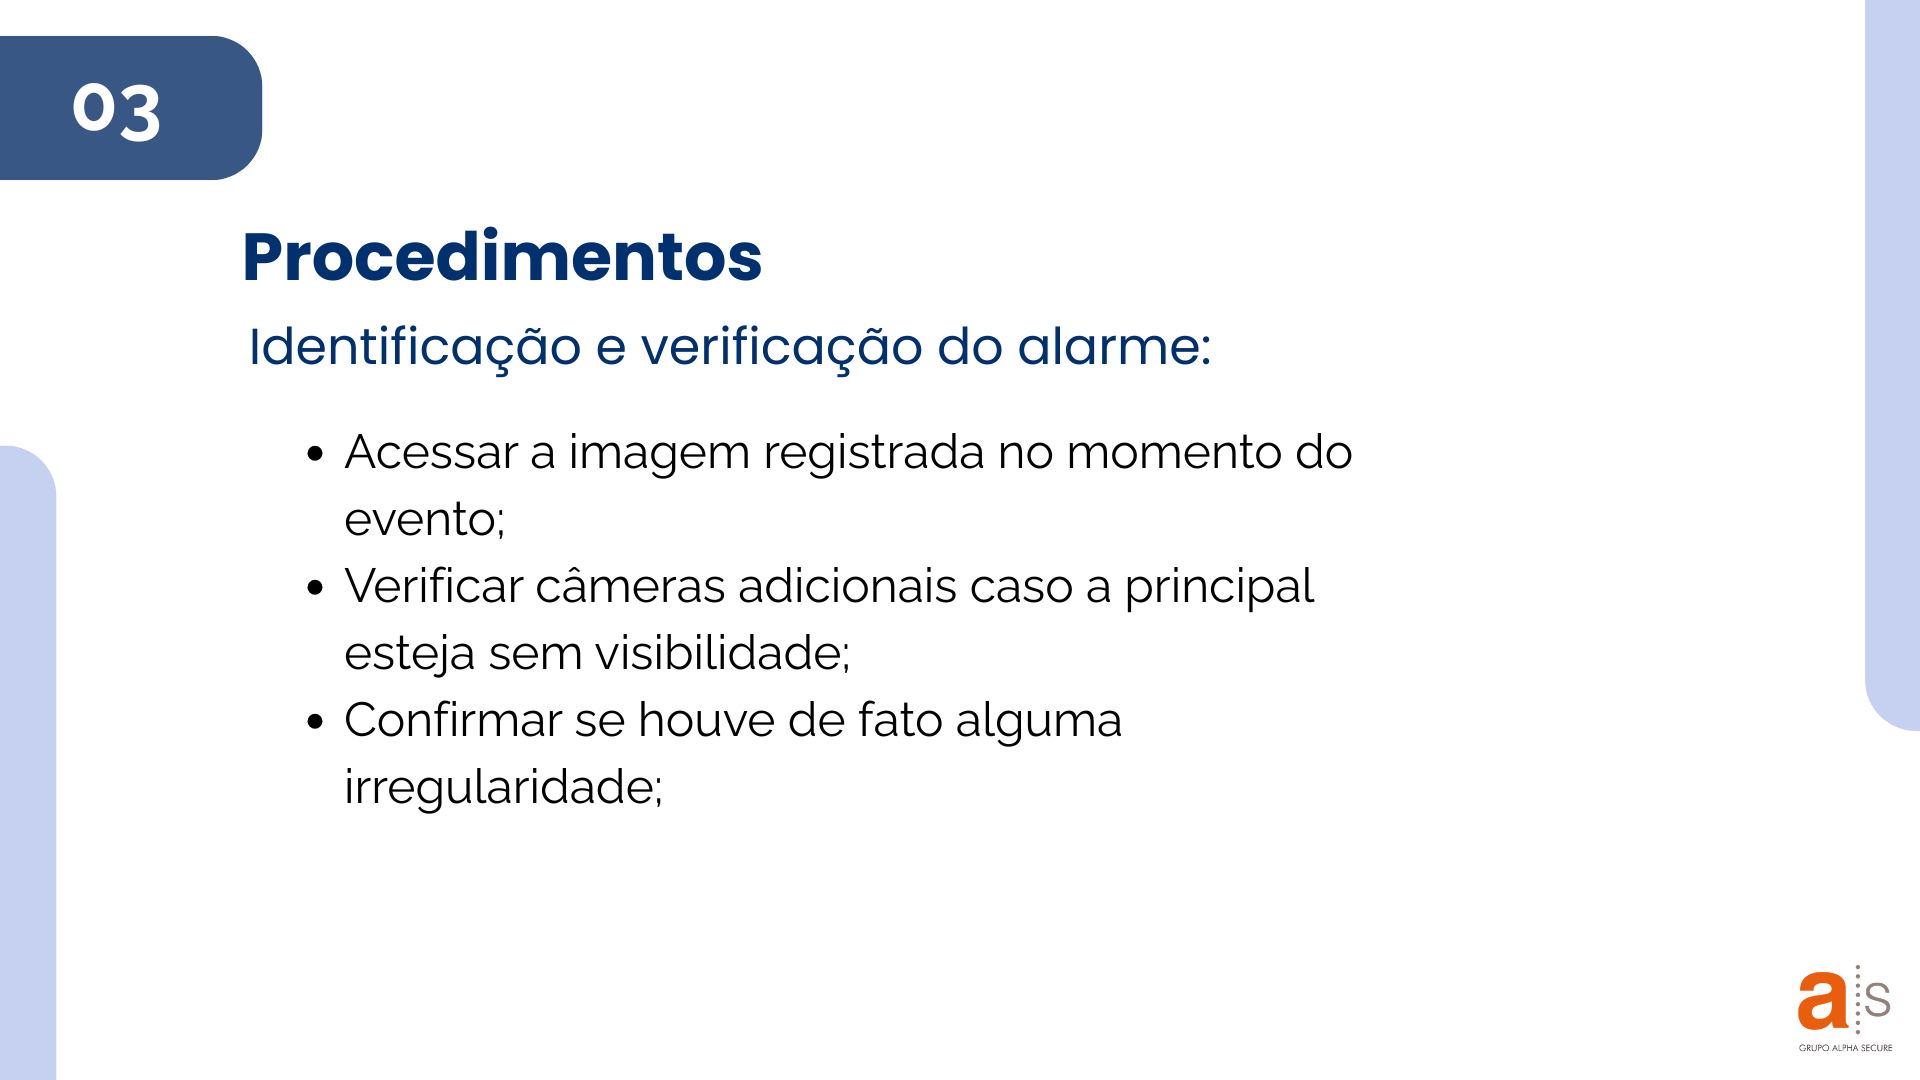 03
Procedimentos
Identificação e verificação do alarme:
• Acessar a imagem registrada no momento do
evento;
• Verificar câmeras adicionais caso a principal
esteja sem visibilidade;
• Confirmar se houve de fato alguma
irregularidade;
a s
GRUPO ALPHA SECURE